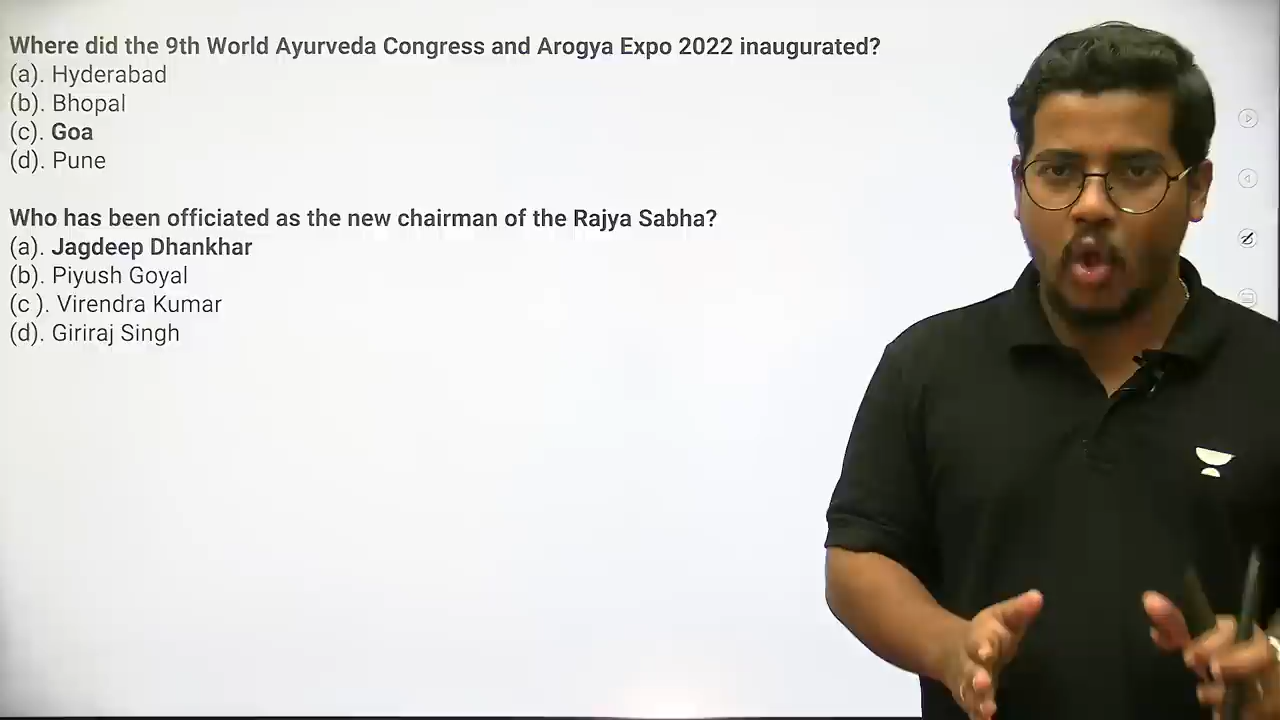 Where did the 9th World Ayurveda Congress and Arogya Expo 2022 inaugurated?
(a). Hyderabad
(b). Bhopal
(c). Goa
(d). Pune
Who has been officiated as the new chairman of the Rajya Sabha?
(a). Jagdeep Dhankhar
(b). Piyush Goyal
(c ). Virendra Kumar
(d). Giriraj Singh